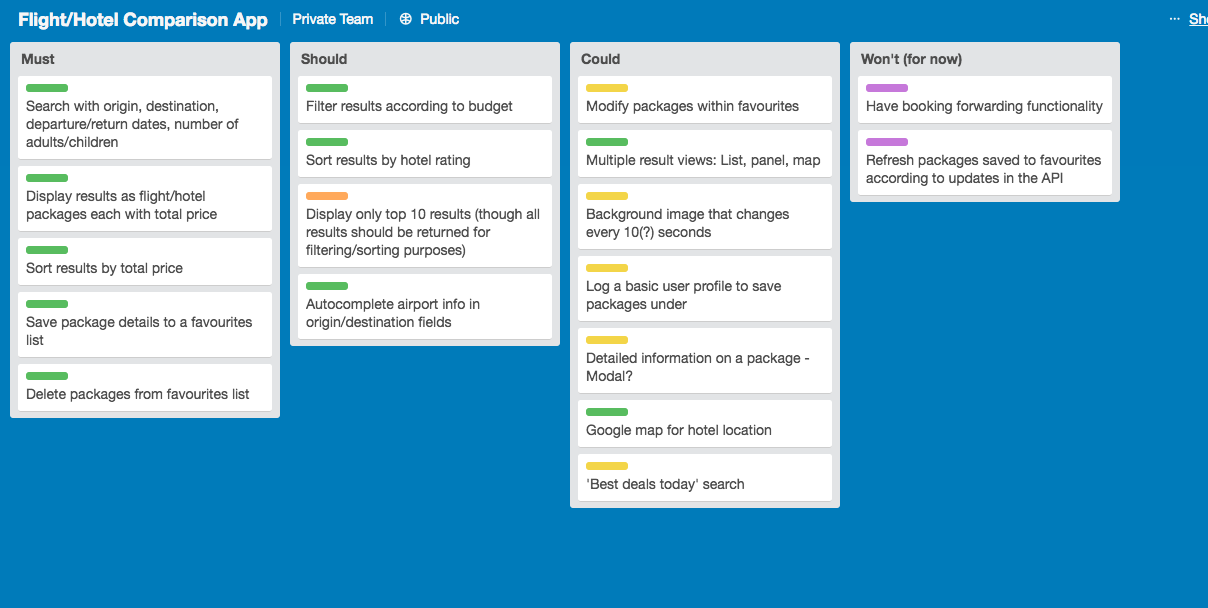 Flight/Hotel Comparison App
Private Team
Public
... Sho
Must
Search with origin, destination,
departure/return dates, number of
adults/children
Display results as flight/hotel
packages each with total price
Sort results by total price
Save package details to a favourites
list
Delete packages from favourites list
Should
Filter results according to budget
Sort results by hotel rating
Display only top 10 results (though all
results should be returned for
filtering/sorting purposes)
Autocomplete airport info in
origin/destination fields
Could
Modify packages within favourites
Multiple result views: List, panel, map
Background image that changes
every 10(?) seconds
Log a basic user profile to save
packages under
Detailed information on a package -
Modal?
Google map for hotel location
'Best deals today' search
Won't (for now)
Have booking forwarding functionality
Refresh packages saved to favourites
according to updates in the API